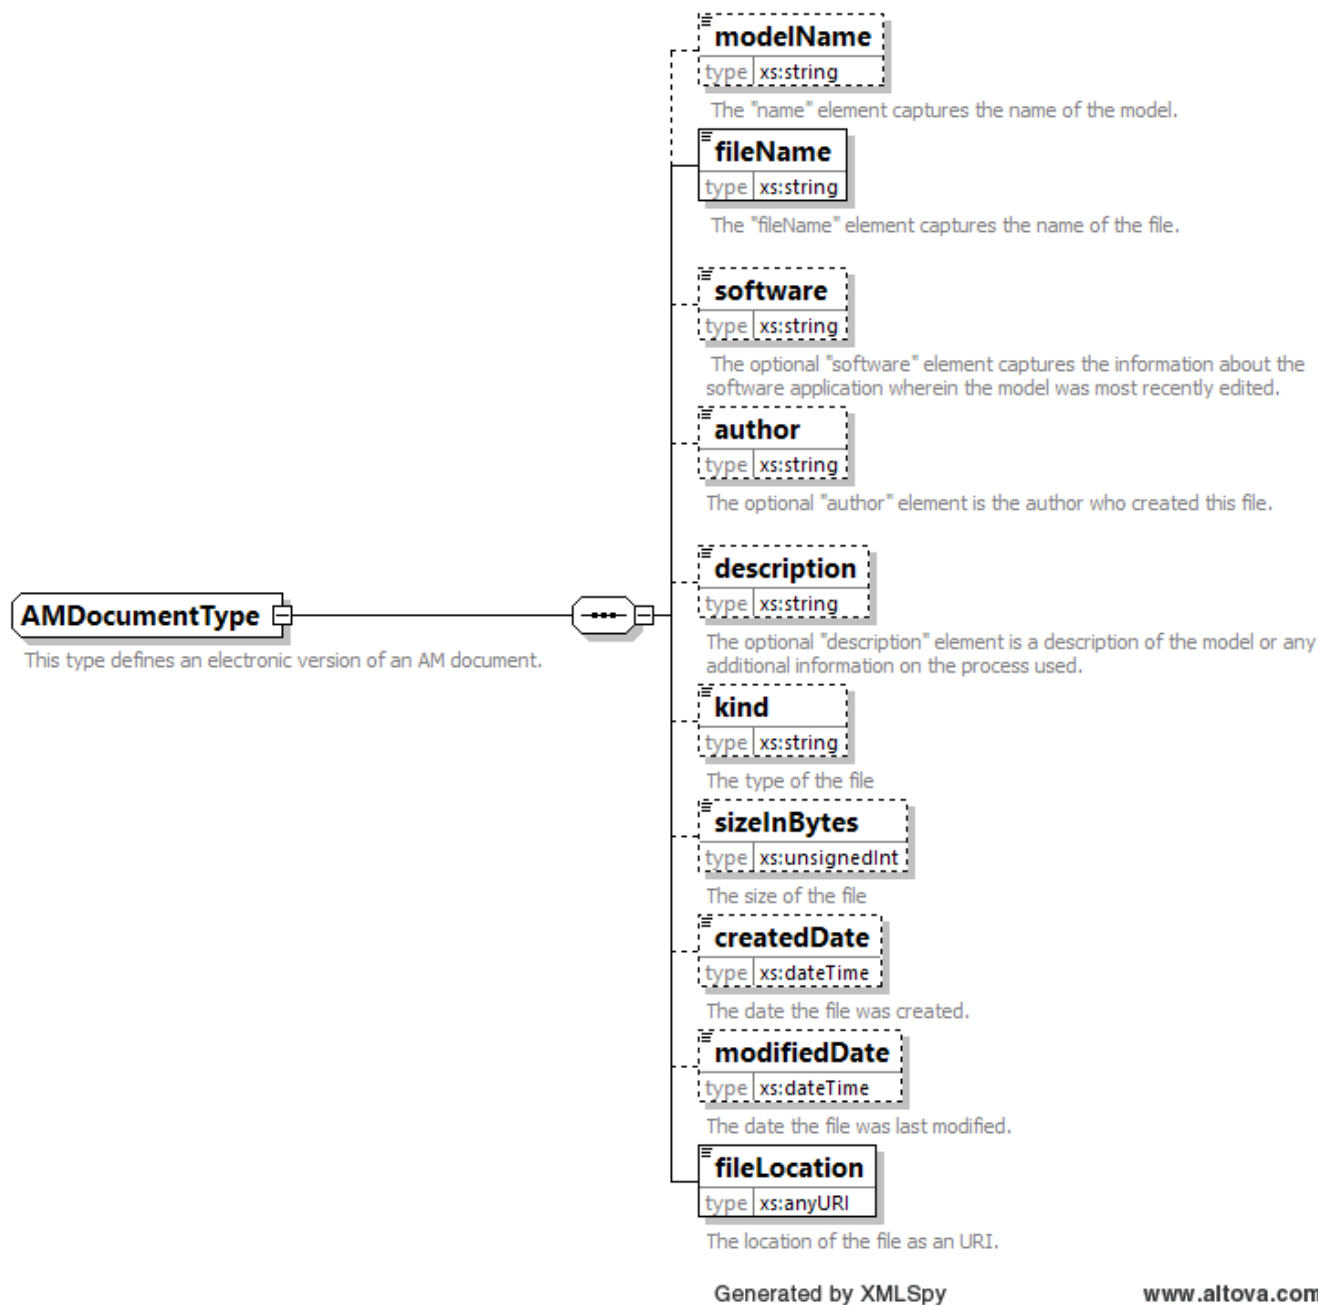 modelName
type xs:string
The "name" element captures the name of the model.
fileName
type xs:string
The "fileName" element captures the name of the file.
software
type xs:string
The optional "software" element captures the information about the
software application wherein the model was most recently edited.
author
type xs:string
The optional "author" element is the author who created this file.
description
type xs:string
The optional "description" element is a description of the model or any
additional information on the process used.
AMDocumentType
This type defines an electronic version of an AM document.
kind
type xs:string
The type of the file
sizeInBytes
type xs:unsignedInt
The size of the file
createdDate
type xs:dateTime
The date the file was created.
modifiedDate
type xs:dateTime
The date the file was last modified.
fileLocation
type xs:anyURI
The location of the file as an URI.
Generated by XMLSpy www.altova.com